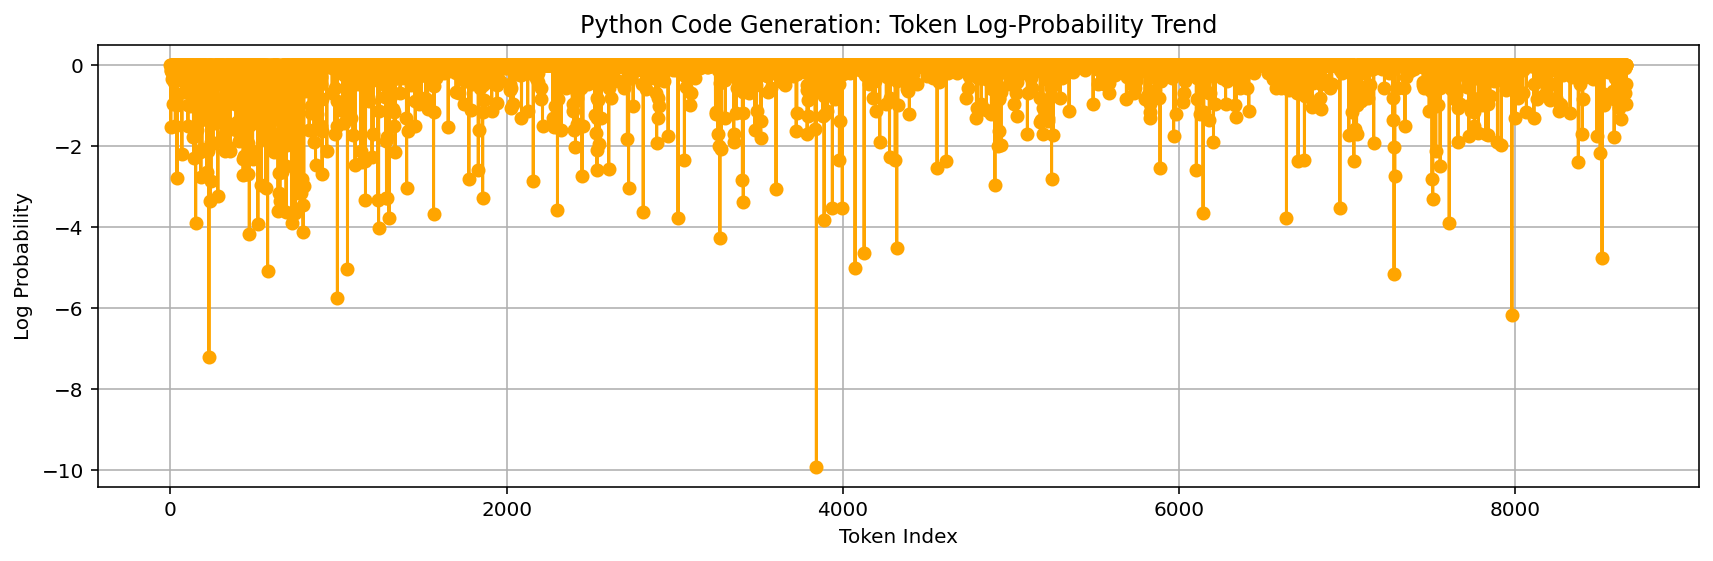 Python Code Generation: Token Log-Probability Trend
Log Probability
0
−2
−4
−6
−8
−10
0 2000 4000 6000 8000
Token Index